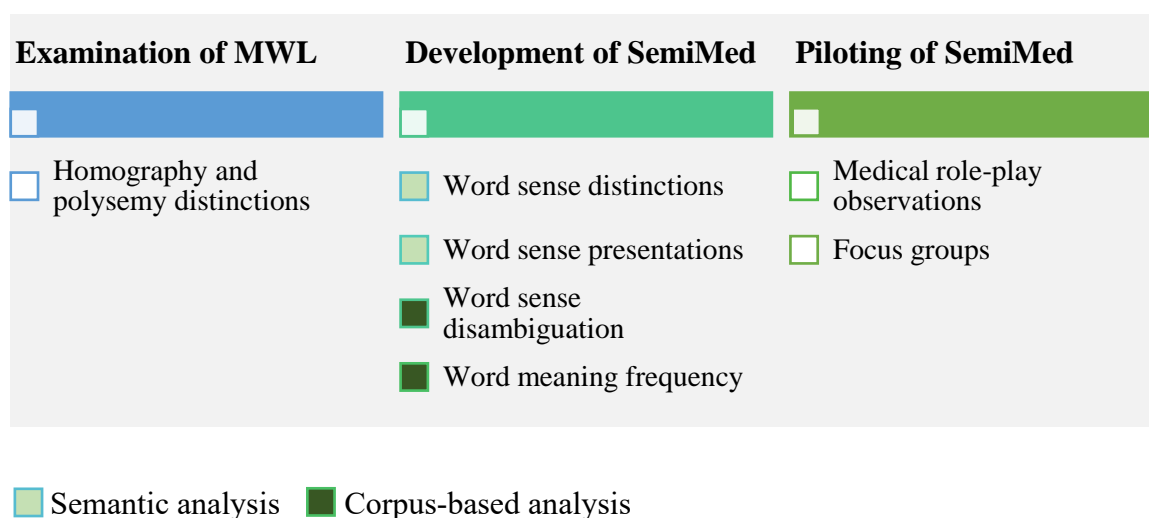 Examination of MWL
Homography and
polysemy distinctions
Development of SemiMed
Word sense distinctions
Word sense presentations
Word sense
disambiguation
Word meaning frequency
Piloting of SemiMed
Medical role-play
observations
Focus groups
Semantic analysis
Corpus-based analysis